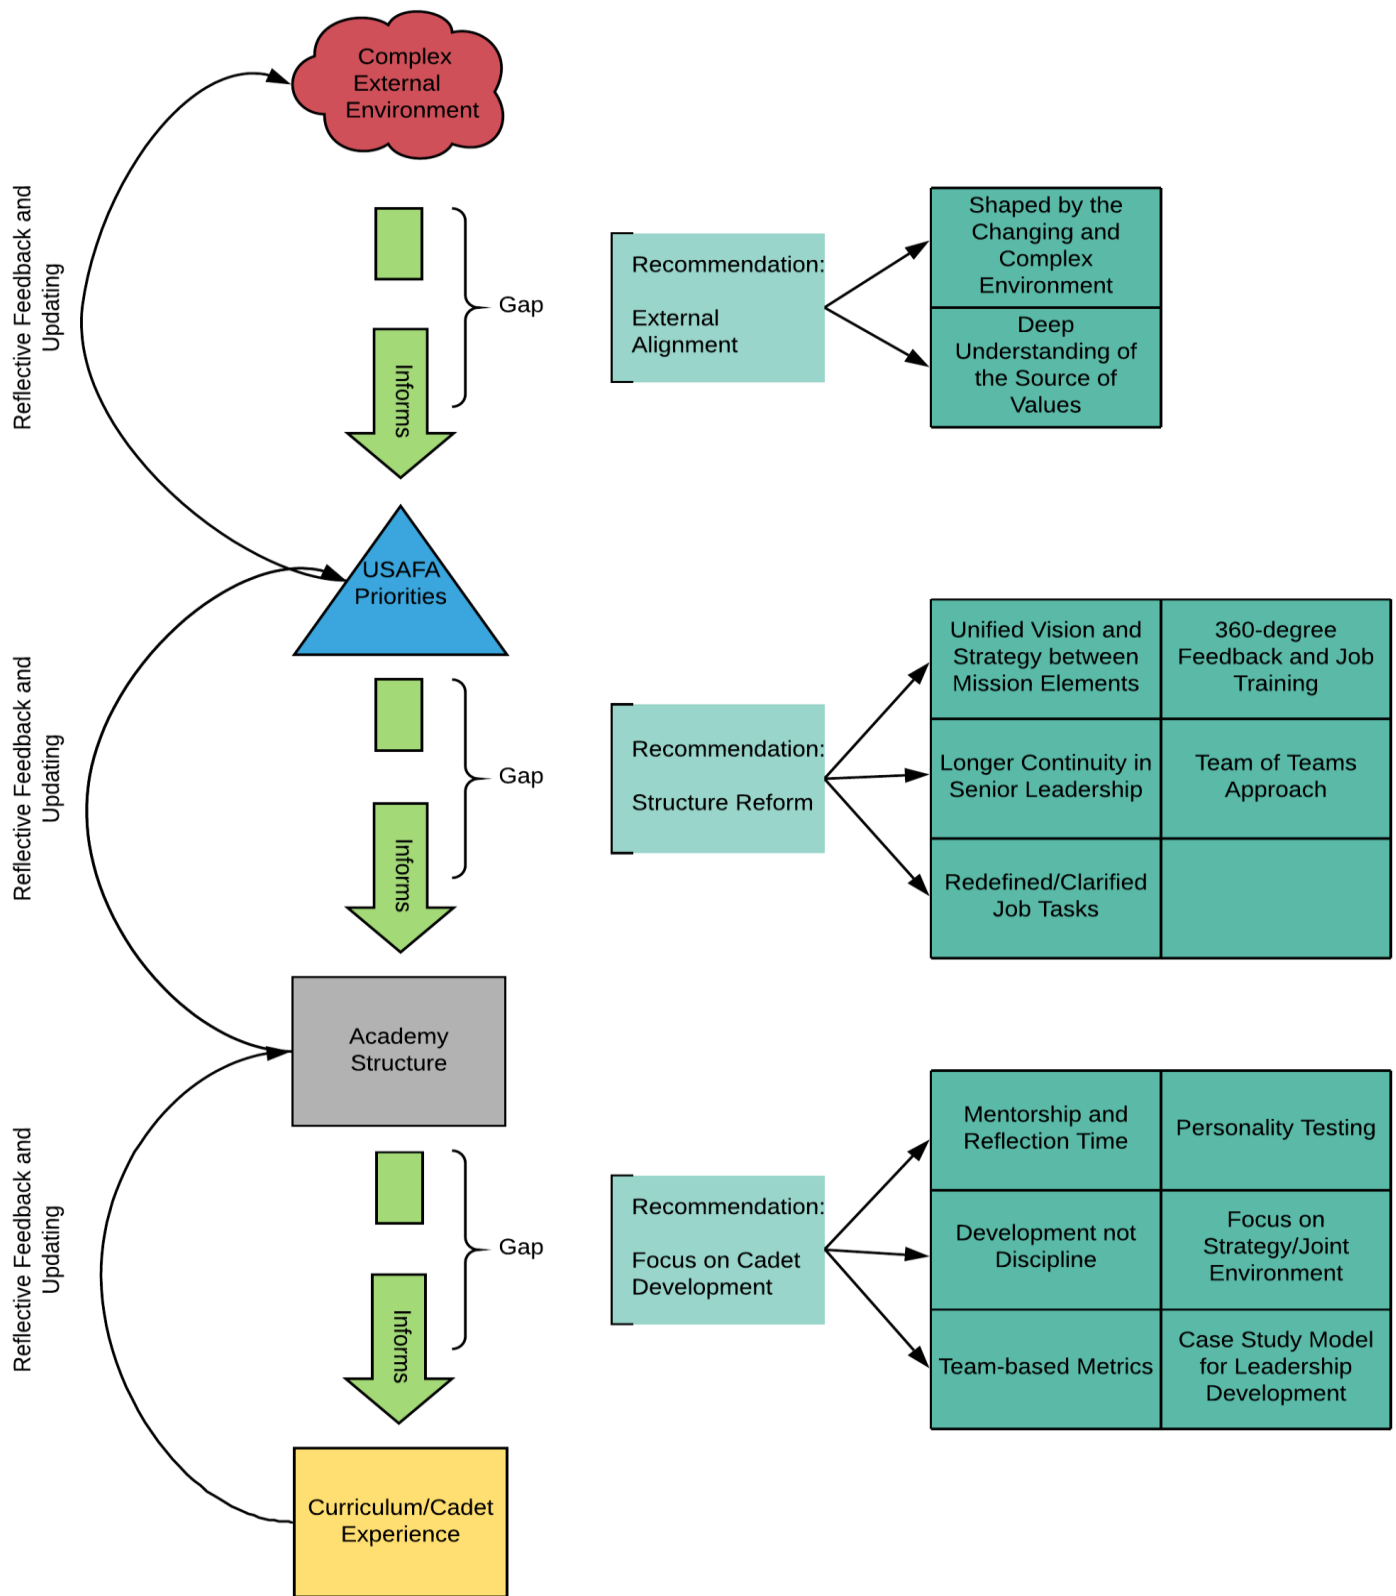 Complex
External
Environment
Reflective Feedback and
Updating
Informs
Gap
Recommendation:
External
Alignment
Shaped by the
Changing and
Complex
Environment
Deep
Understanding of
the Source of
Values
USAFA
Priorities
Reflective Feedback and
Updating
Informs
Gap
Recommendation:
Structure Reform
Unified Vision and
Strategy between
Mission Elements
360-degree
Feedback and Job
Training
Longer Continuity in
Senior Leadership
Team of Teams
Approach
Redefined/Clarified
Job Tasks
Academy
Structure
Reflective Feedback and
Updating
Informs
Gap
Recommendation:
Focus on Cadet
Development
Mentorship and
Reflection Time
Personality Testing
Development not
Discipline
Focus on
Strategy/Joint
Environment
Team-based Metrics
Case Study Model
for Leadership
Development
Curriculum/Cadet
Experience